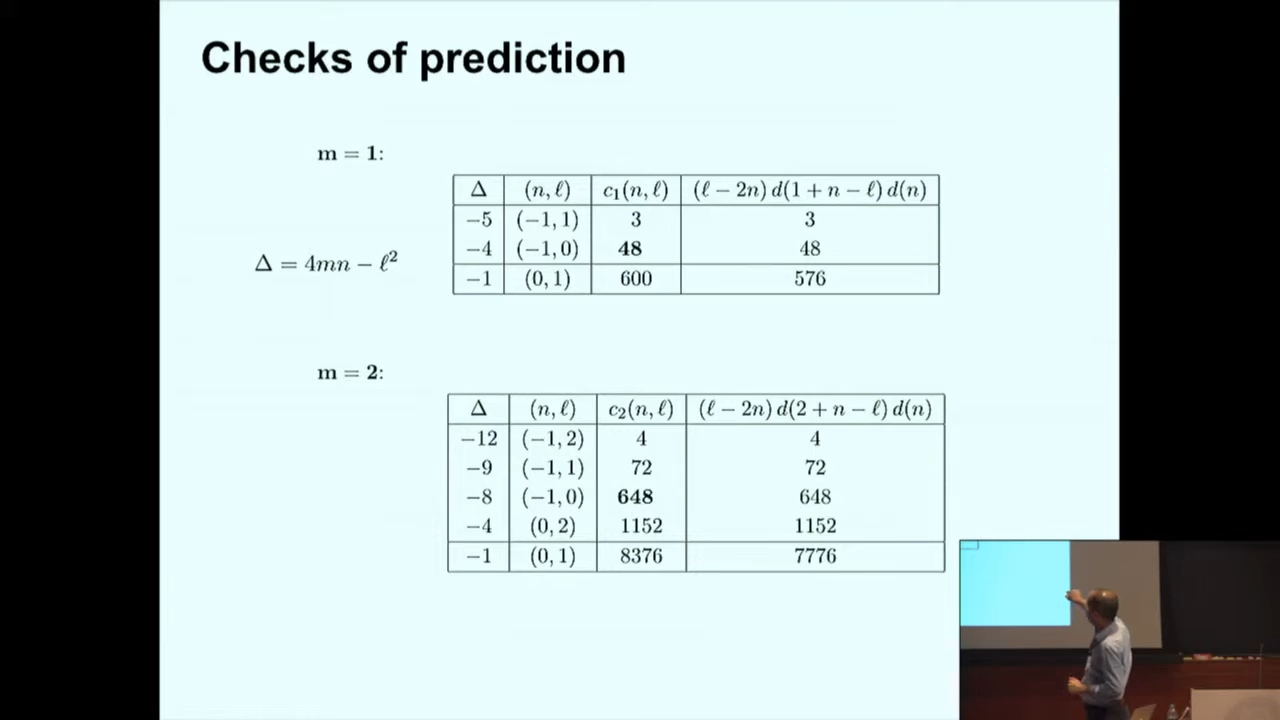 Checks of prediction
m = 1:
Δ (n, ℓ) c₁(n, ℓ) (ℓ − 2n) d(1 + n − ℓ) d(n)
−5 (−1, 1) 3 3
−4 (−1, 0) 48 48
Δ = 4mn − ℓ²
−1 (0, 1) 600 576
m = 2:
Δ (n, ℓ) c₂(n, ℓ) (ℓ − 2n) d(2 + n − ℓ) d(n)
−12 (−1, 2) 4 4
−9 (−1, 1) 72 72
−8 (−1, 0) 648 648
−4 (0, 2) 1152 1152
−1 (0, 1) 8376 7776